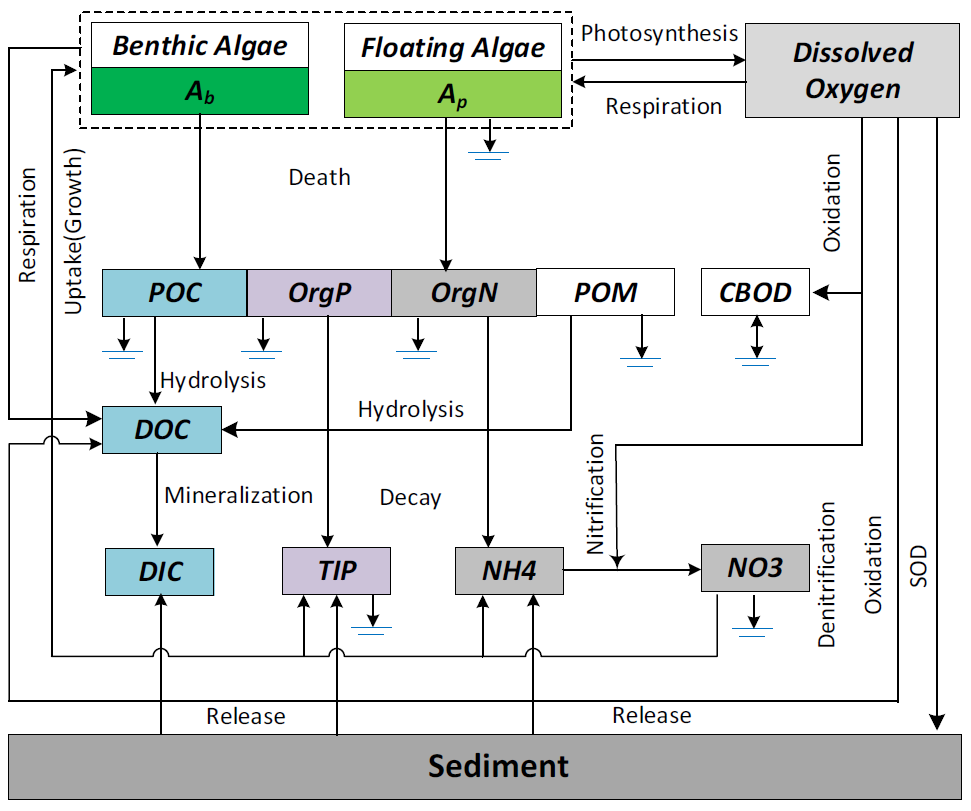 Benthic Algae
Floating Algae
Photosynthesis
Dissolved
Oxygen
Ab
Ap
Respiration
Death
Respiration
Uptake(Growth)
Oxidation
POC
OrgP
OrgN
POM
CBOD
Hydrolysis
Hydrolysis
DOC
Mineralization
Decay
Nitrification
Denitrification
Oxidation
SOD
DIC
TIP
NH4
NO3
Release
Release
Sediment